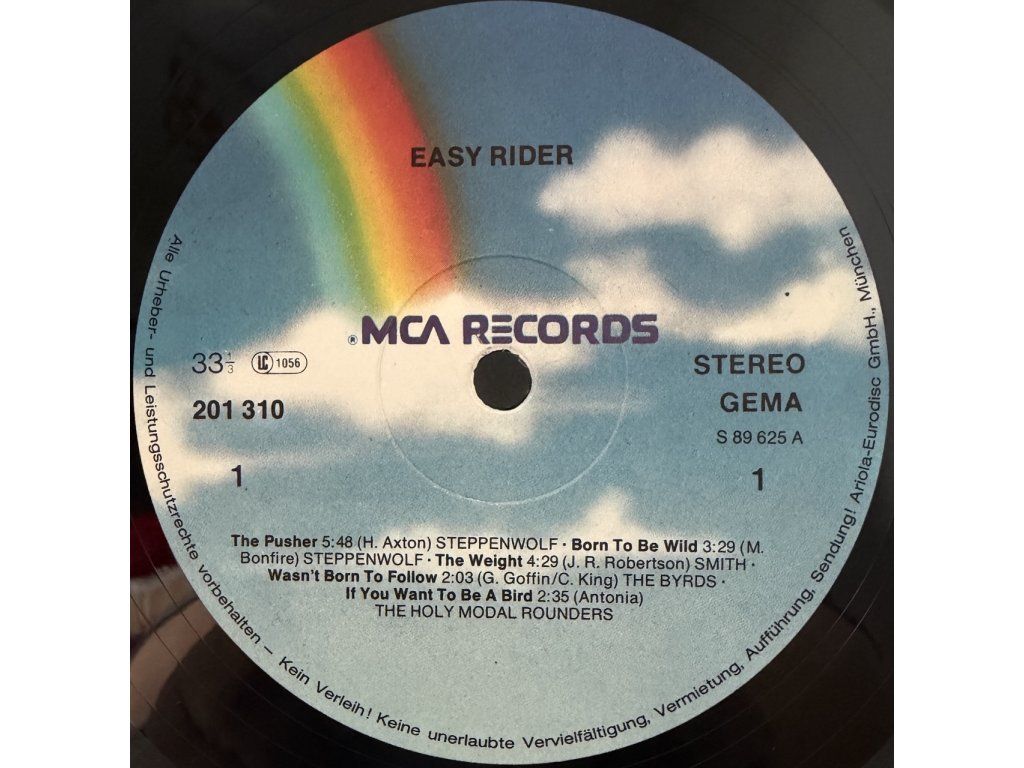 EASY RIDER
® MCA RECORDS
33⅓ LC 1056
201 310
1
STEREO
GEMA
S 89 625 A
1
The Pusher 5:48 (H. Axton) STEPPENWOLF · Born To Be Wild 3:29 (M.
Bonfire) STEPPENWOLF · The Weight 4:29 (J. R. Robertson) SMITH ·
Wasn't Born To Follow 2:03 (G. Goffin/C. King) THE BYRDS ·
If You Want To Be A Bird 2:35 (Antonia)
THE HOLY MODAL ROUNDERS
Alle Urheber- und Leistungsschutzrechte vorbehalten – Kein Verleih! Keine unerlaubte Vervielfältigung, Vermietung, Aufführung, Sendung! Ariola-Eurodisc GmbH., München